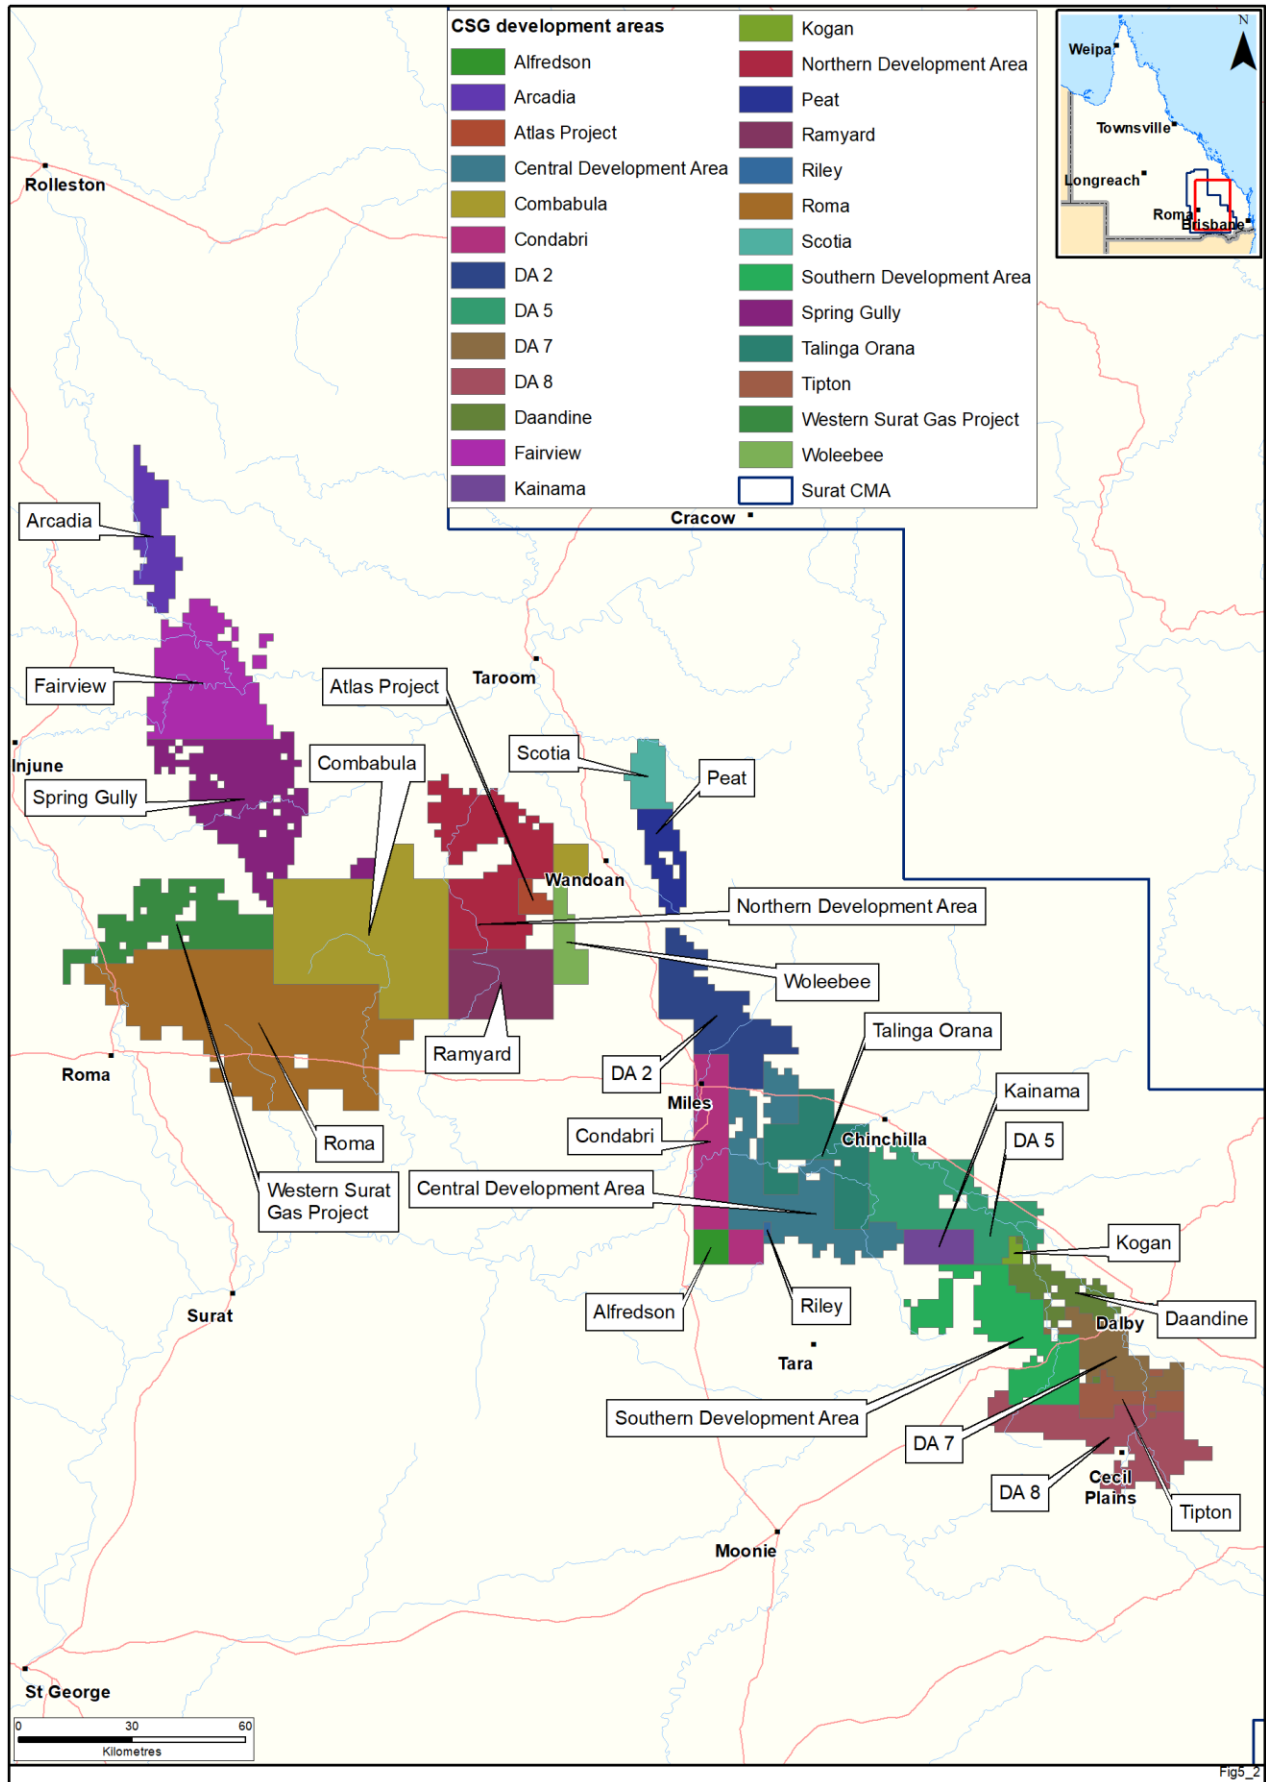 CSG development areas
Alfredson
Arcadia
Atlas Project
Central Development Area
Combabula
Condabri
DA 2
DA 5
DA 7
DA 8
Daandine
Fairview
Kainama
Kogan
Northern Development Area
Peat
Ramyard
Riley
Roma
Scotia
Southern Development Area
Spring Gully
Talinga Orana
Tipton
Western Surat Gas Project
Woleebee
Surat CMA
N
Weipa
Townsville
Longreach
Roma
Brisbane
Rolleston
Cracow
Arcadia
Taroom
Fairview
Atlas Project
Injune
Scotia
Combabula
Peat
Spring Gully
Wandoan
Northern Development Area
Woleebee
Talinga Orana
Ramyard
Roma
DA 2
Miles
Kainama
Chinchilla
Condabri
DA 5
Roma
Central Development Area
Western Surat
Gas Project
Kogan
Surat
Alfredson
Riley
Daandine
Dalby
Tara
Southern Development Area
DA 7
DA 8
Cecil
Plains
Tipton
Moonie
St George
0 30 60
Kilometres
Fig5_2